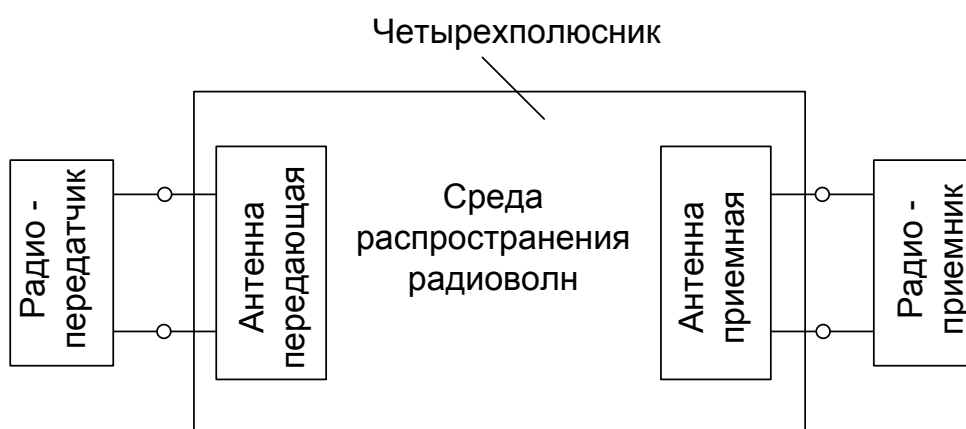 Четырехполюсник
Радио -
передатчик
Антенна
передающая
Среда
распространения
радиоволн
Антенна
приемная
Радио -
приемник